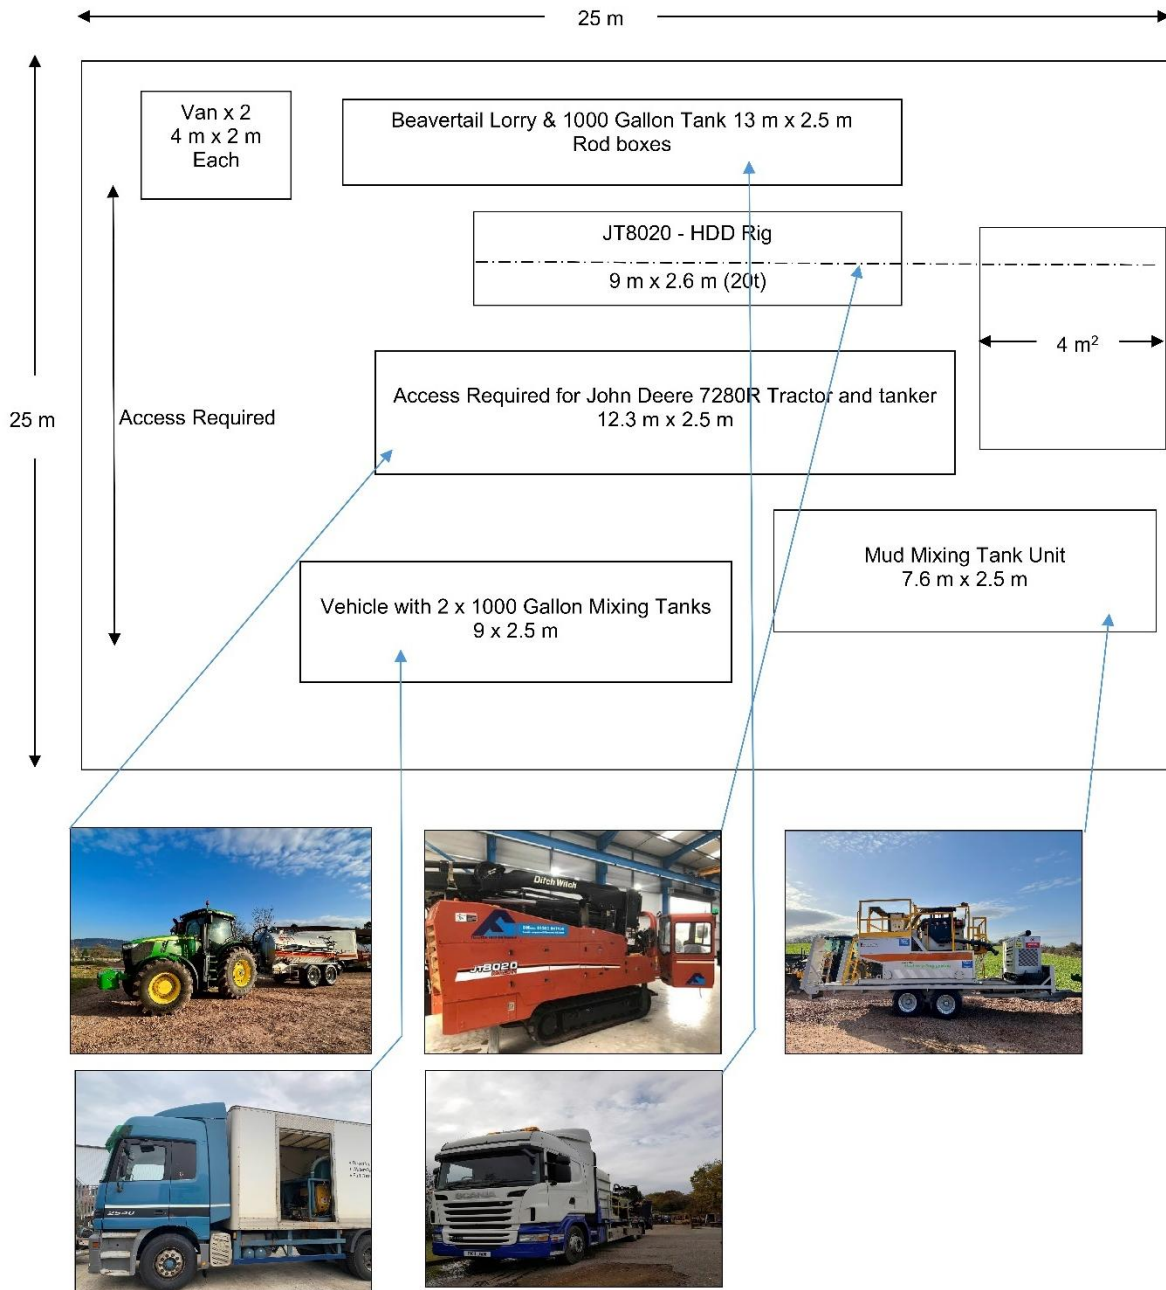 25 m
Van x 2
4 m x 2 m
Each
Beavertail Lorry & 1000 Gallon Tank 13 m x 2.5 m
Rod boxes
JT8020 - HDD Rig
9 m x 2.6 m (20t)
4 m²
Access Required for John Deere 7280R Tractor and tanker
12.3 m x 2.5 m
25 m
Access Required
Mud Mixing Tank Unit
7.6 m x 2.5 m
Vehicle with 2 x 1000 Gallon Mixing Tanks
9 x 2.5 m
Ditch Witch
JT8020
2540
SCANIA